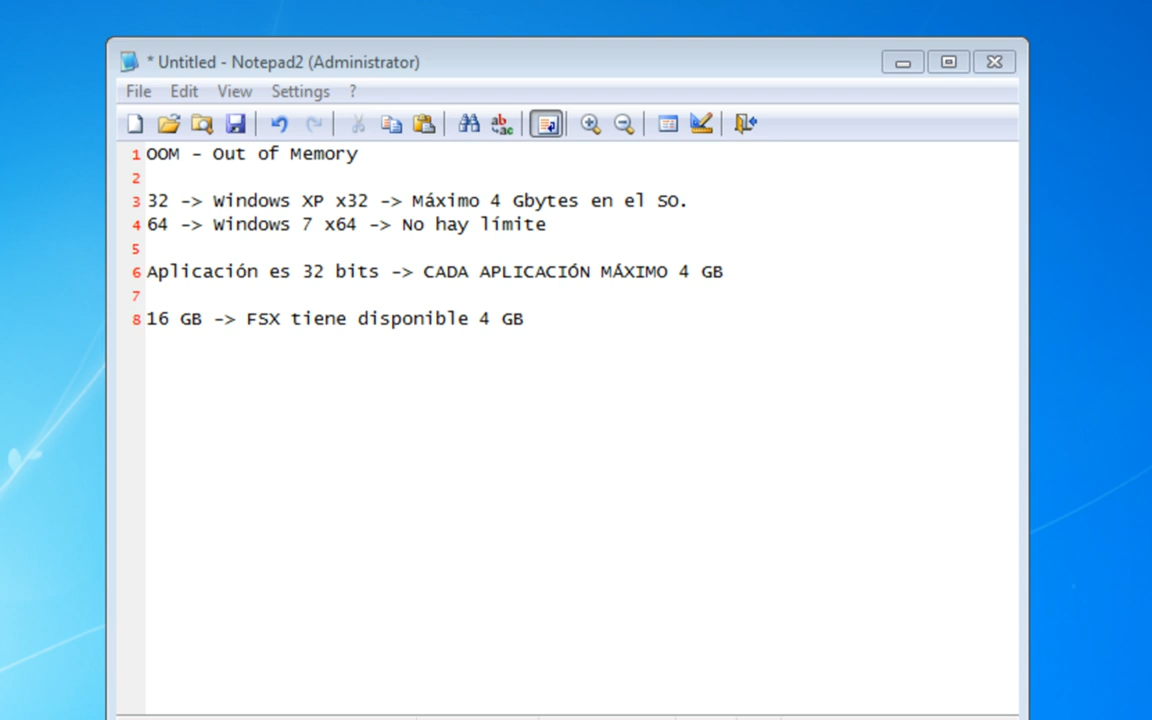 * Untitled - Notepad2 (Administrator)
File Edit View Settings ?
1 OOM - Out of Memory
2
3 32 -> Windows XP x32 -> Máximo 4 Gbytes en el SO.
4 64 -> Windows 7 x64 -> No hay límite
5
6 Aplicación es 32 bits -> CADA APLICACIÓN MÁXIMO 4 GB
7
8 16 GB -> FSX tiene disponible 4 GB